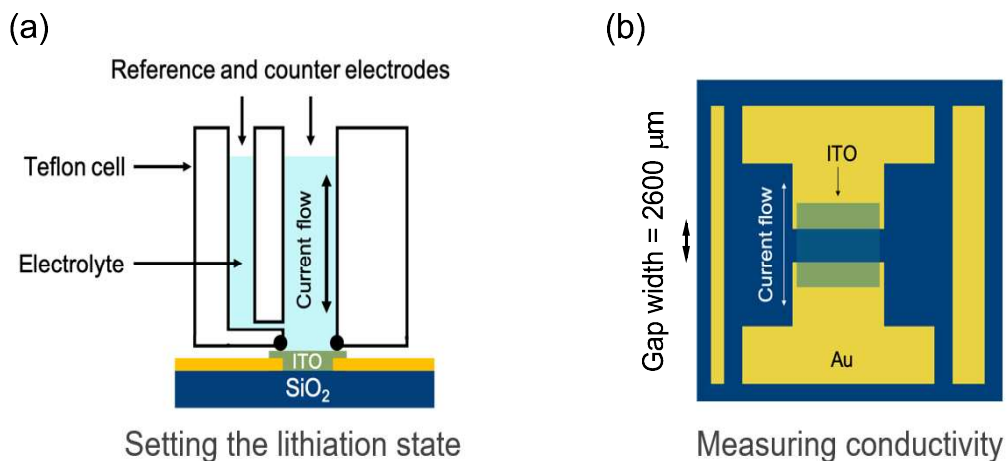 (a)
Reference and counter electrodes
Teflon cell
Electrolyte
Current flow
ITO
SiO₂
Setting the lithiation state
(b)
Gap width = 2600 μm
ITO
Current flow
Au
Measuring conductivity